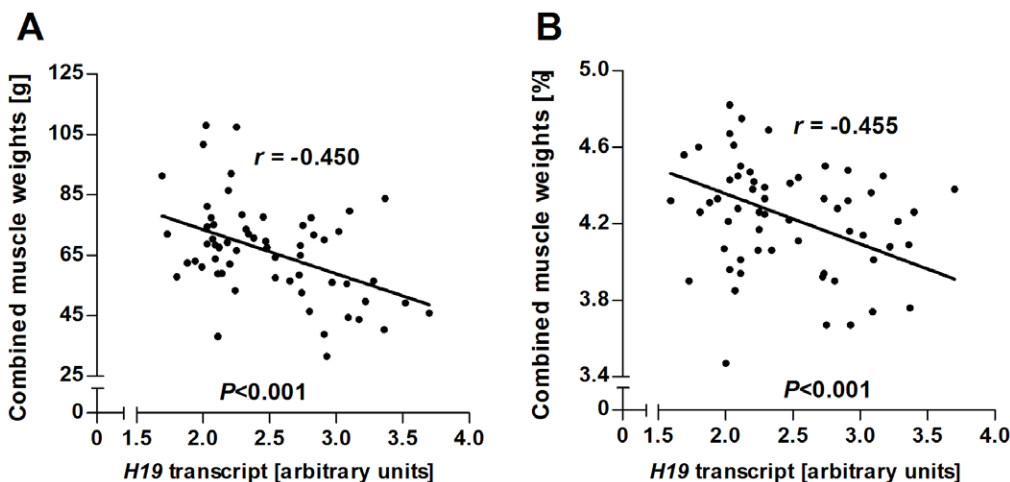 A
Combined muscle weights [g]
125
105
85
65
45
25
0
r = -0.450
P<0.001
0 1.5 2.0 2.5 3.0 3.5 4.0
H19 transcript [arbitrary units]
B
Combined muscle weights [%]
5.0
4.6
4.2
3.8
3.4
0
r = -0.455
P<0.001
0 1.5 2.0 2.5 3.0 3.5 4.0
H19 transcript [arbitrary units]